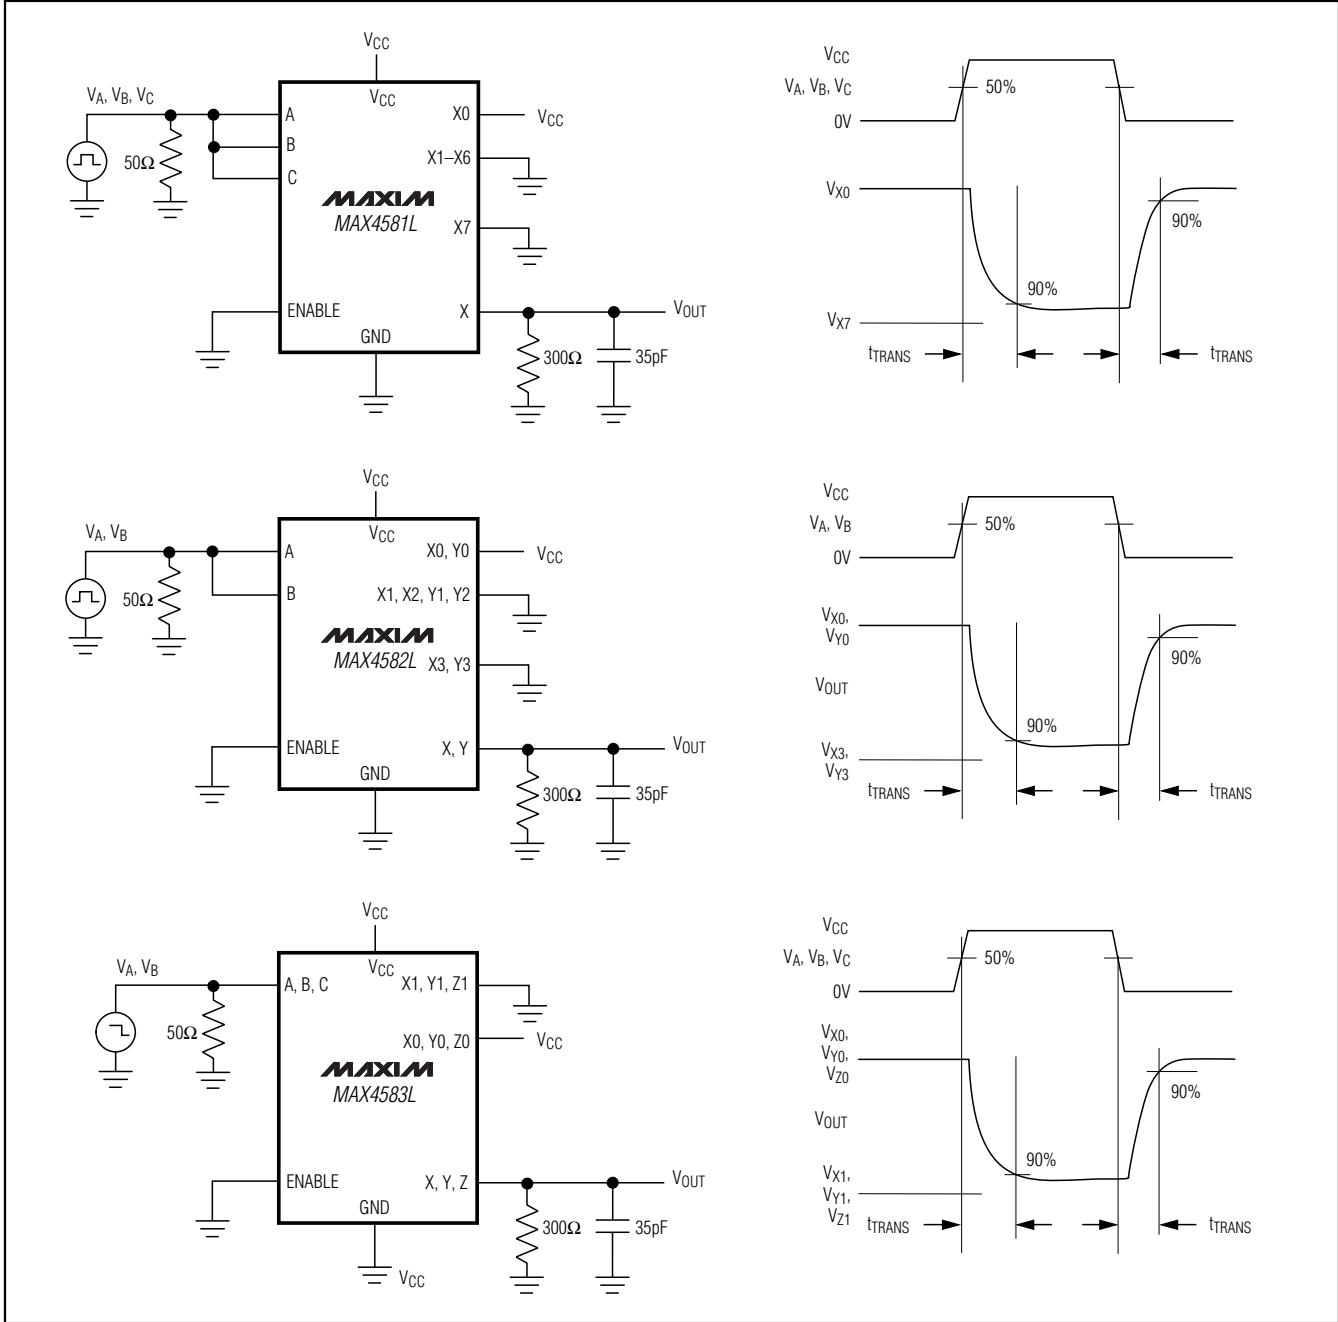 VCC
VA, VB, VC
50Ω
VCC
A
B
C
X0
VCC
X1–X6
MAXIM
MAX4581L
X7
ENABLE
X
VOUT
GND
300Ω
35pF
VCC
VA, VB, VC
50%
0V
VX0
90%
90%
VX7
tTRANS
tTRANS
VCC
VA, VB
50Ω
VCC
A
B
X0, Y0
VCC
X1, X2, Y1, Y2
MAXIM
MAX4582L
X3, Y3
ENABLE
X, Y
VOUT
GND
300Ω
35pF
VCC
VA, VB
50%
0V
VX0,
VY0
90%
VOUT
90%
VX3,
VY3
tTRANS
tTRANS
VCC
VA, VB
50Ω
VCC
A, B, C
X1, Y1, Z1
X0, Y0, Z0
VCC
MAXIM
MAX4583L
ENABLE
X, Y, Z
VOUT
GND
VCC
300Ω
35pF
VCC
VA, VB, VC
50%
0V
VX0,
VY0,
VZ0
90%
VOUT
90%
VX1,
VY1,
VZ1
tTRANS
tTRANS